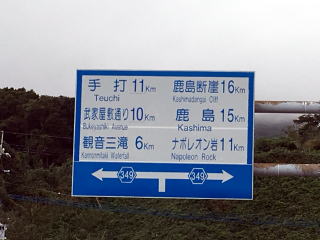 手打 11Km
Teuchi
武家屋敷通り 10Km
Bukeyashiki Avenue
観音三滝 6Km
Kannonmitaki Waterfall
鹿島断崖 16Km
Kashimadangai Cliff
鹿島 15Km
Kashima
ナポレオン岩 11Km
Napoleon Rock
349
349